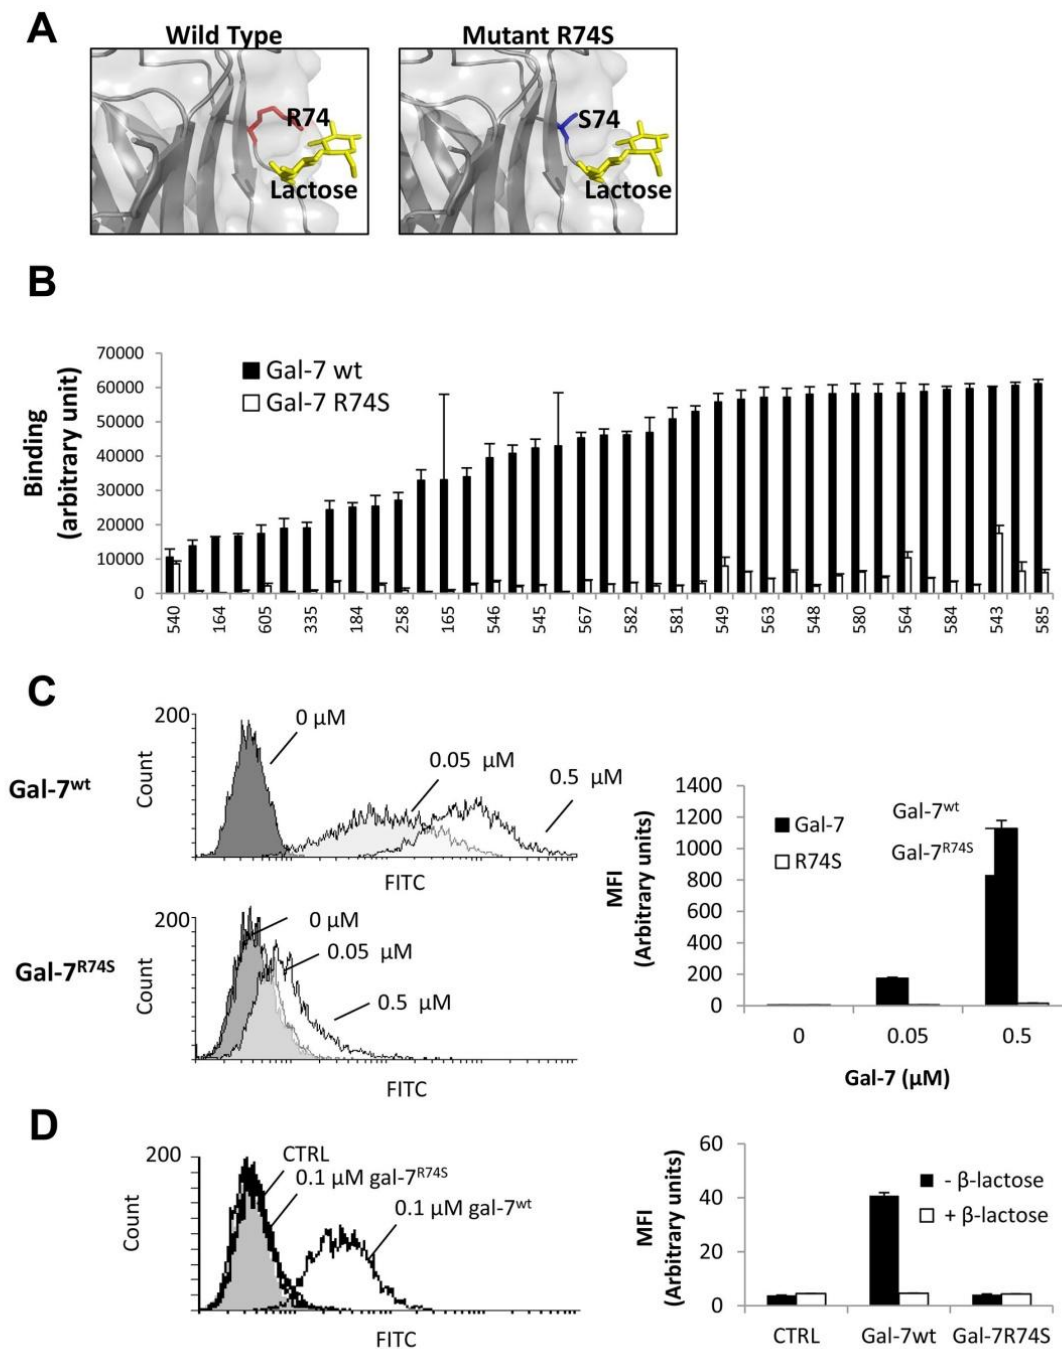 A
Wild Type
Mutant R74S
R74
S74
Lactose
Lactose
B
Binding
(arbitrary unit)
70000
60000
50000
40000
30000
20000
10000
0
Gal-7 wt
Gal-7 R74S
540 164 605 335 184 258 165 546 545 567 582 581 549 563 548 580 564 584 543 585
C
Gal-7wt
200
Count
0 µM
0.05 µM
0.5 µM
FITC
Gal-7R74S
200
Count
0 µM
0.05 µM
0.5 µM
FITC
MFI
(Arbitrary units)
1400
1200
1000
800
600
400
200
0
Gal-7
R74S
Gal-7wt
Gal-7R74S
0 0.05 0.5
Gal-7 (µM)
D
200
Count
CTRL
0.1 µM gal-7R74S
0.1 µM gal-7wt
FITC
MFI
(Arbitrary units)
60
40
20
0
- β-lactose
+ β-lactose
CTRL Gal-7wt Gal-7R74S